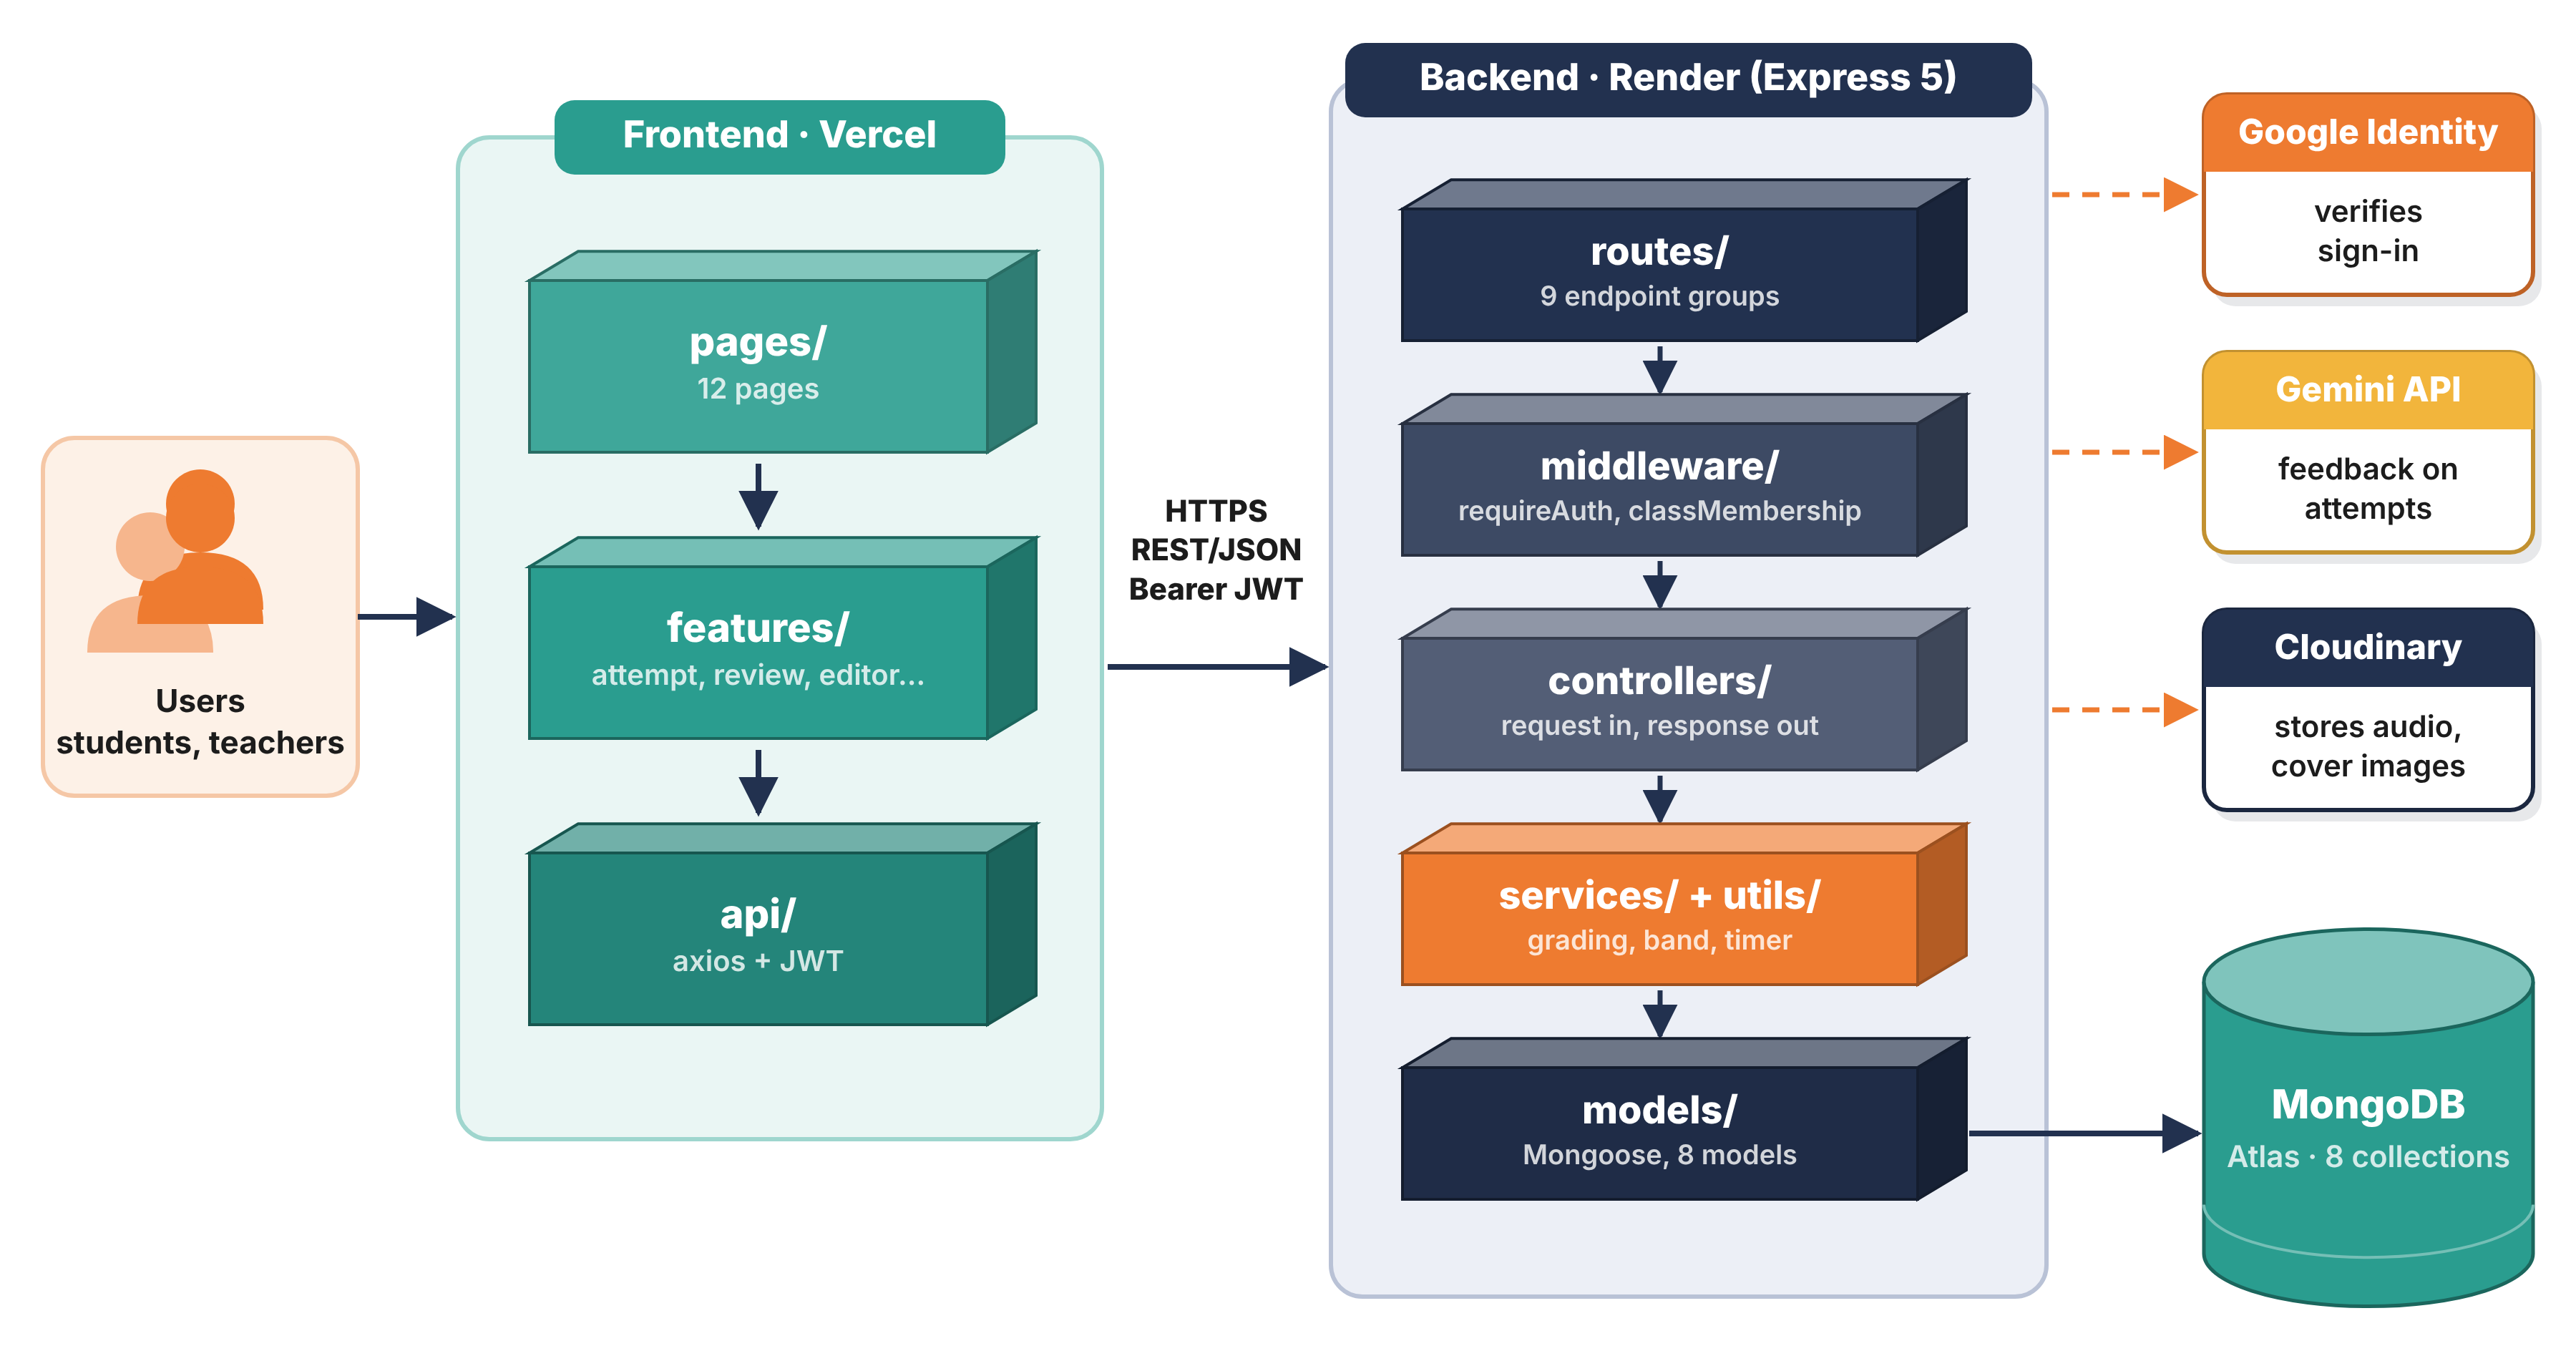 Users
students, teachers
Frontend · Vercel
pages/
12 pages
features/
attempt, review, editor...
api/
axios + JWT
HTTPS
REST/JSON
Bearer JWT
Backend · Render (Express 5)
routes/
9 endpoint groups
middleware/
requireAuth, classMembership
controllers/
request in, response out
services/ + utils/
grading, band, timer
models/
Mongoose, 8 models
Google Identity
verifies
sign-in
Gemini API
feedback on
attempts
Cloudinary
stores audio,
cover images
MongoDB
Atlas · 8 collections